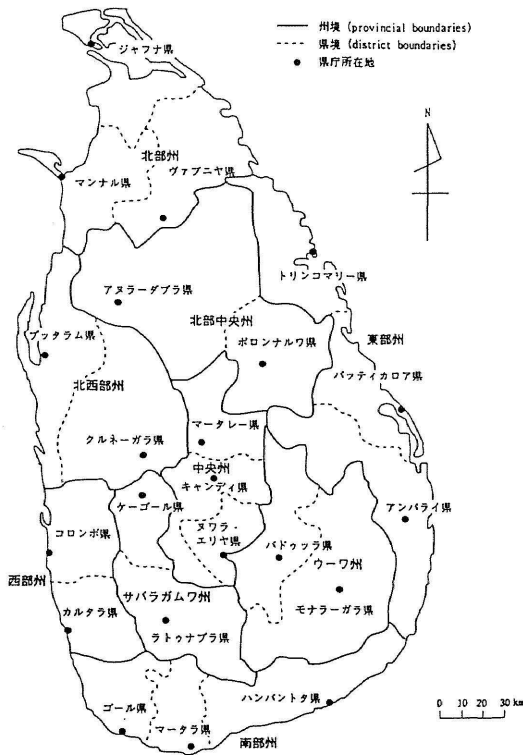 州境 (provincial boundaries)
県境 (district boundaries)
県庁所在地
N
ジャフナ県
北部州
マンナル県
ヴァブニヤ県
トリンコマリー県
アヌラーダプラ県
北部中央州
プッタラム県
ポロンナルワ県
東部州
北西部州
バッティカロア県
マータレー県
クルネーガラ県
中央州
キャンディ県
ケーゴール県
アンパライ県
ヌワラ・
エリヤ県
コロンボ県
バドゥッラ県
ウーワ州
西部州
カルタラ県
サバラガムワ州
モナラーガラ県
ラトゥナプラ県
ハンバントタ県
ゴール県
マータラ県
南部州
0 10 20 30 km